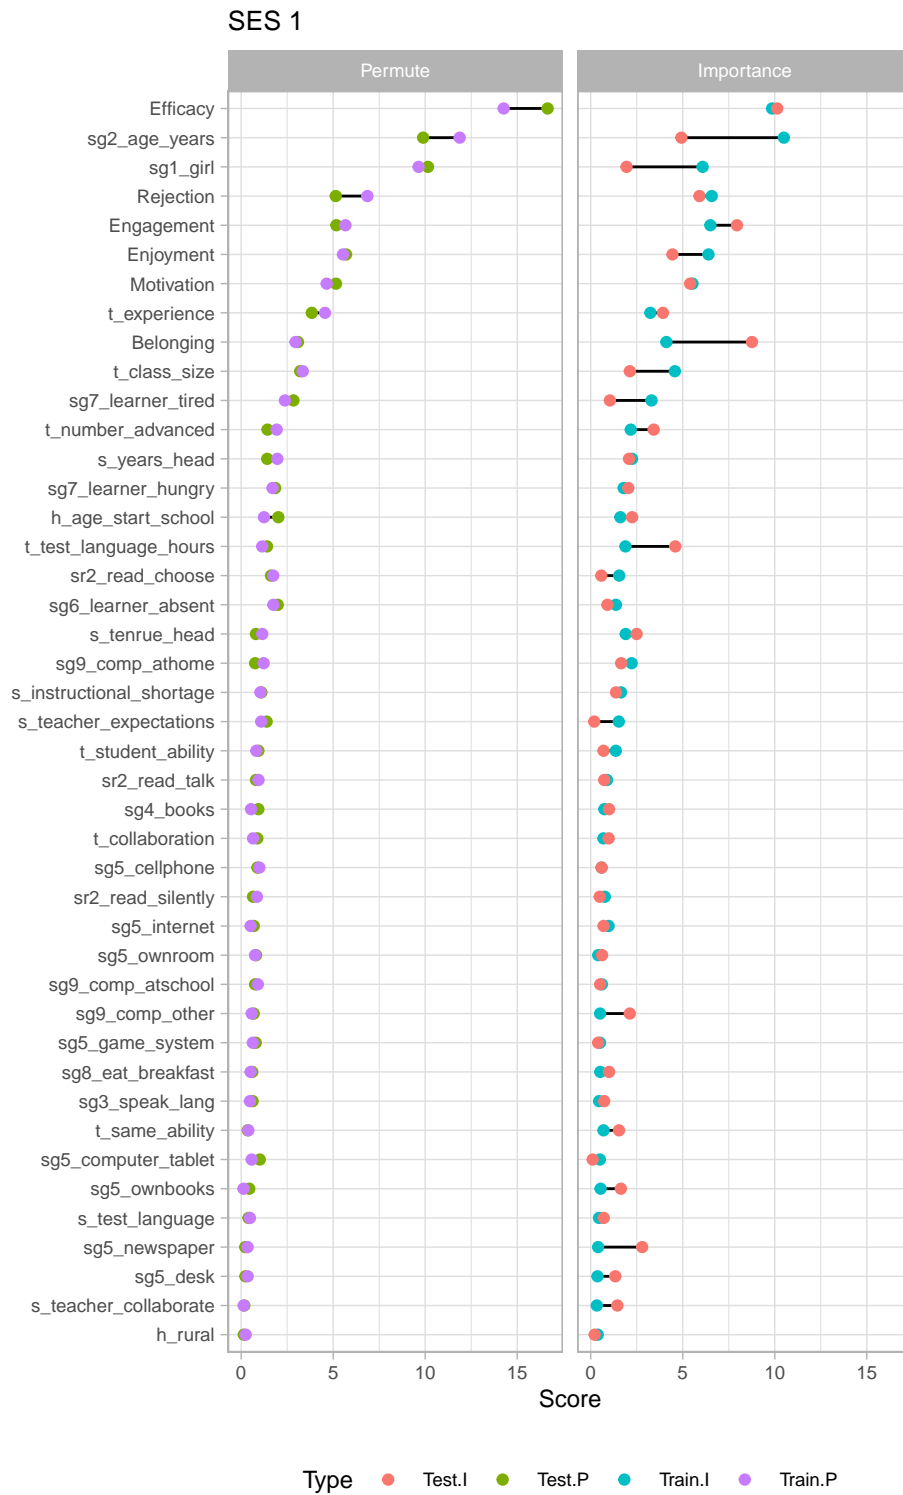 SES 1
Permute Importance
Efficacy
sg2_age_years
sg1_girl
Rejection
Engagement
Enjoyment
Motivation
t_experience
Belonging
t_class_size
sg7_learner_tired
t_number_advanced
s_years_head
sg7_learner_hungry
h_age_start_school
t_test_language_hours
sr2_read_choose
sg6_learner_absent
s_tenrue_head
sg9_comp_athome
s_instructional_shortage
s_teacher_expectations
t_student_ability
sr2_read_talk
sg4_books
t_collaboration
sg5_cellphone
sr2_read_silently
sg5_internet
sg5_ownroom
sg9_comp_atschool
sg9_comp_other
sg5_game_system
sg8_eat_breakfast
sg3_speak_lang
t_same_ability
sg5_computer_tablet
sg5_ownbooks
s_test_language
sg5_newspaper
sg5_desk
s_teacher_collaborate
h_rural
0 5 10 15 0 5 10 15
Score
Type Test.I Test.P Train.I Train.P